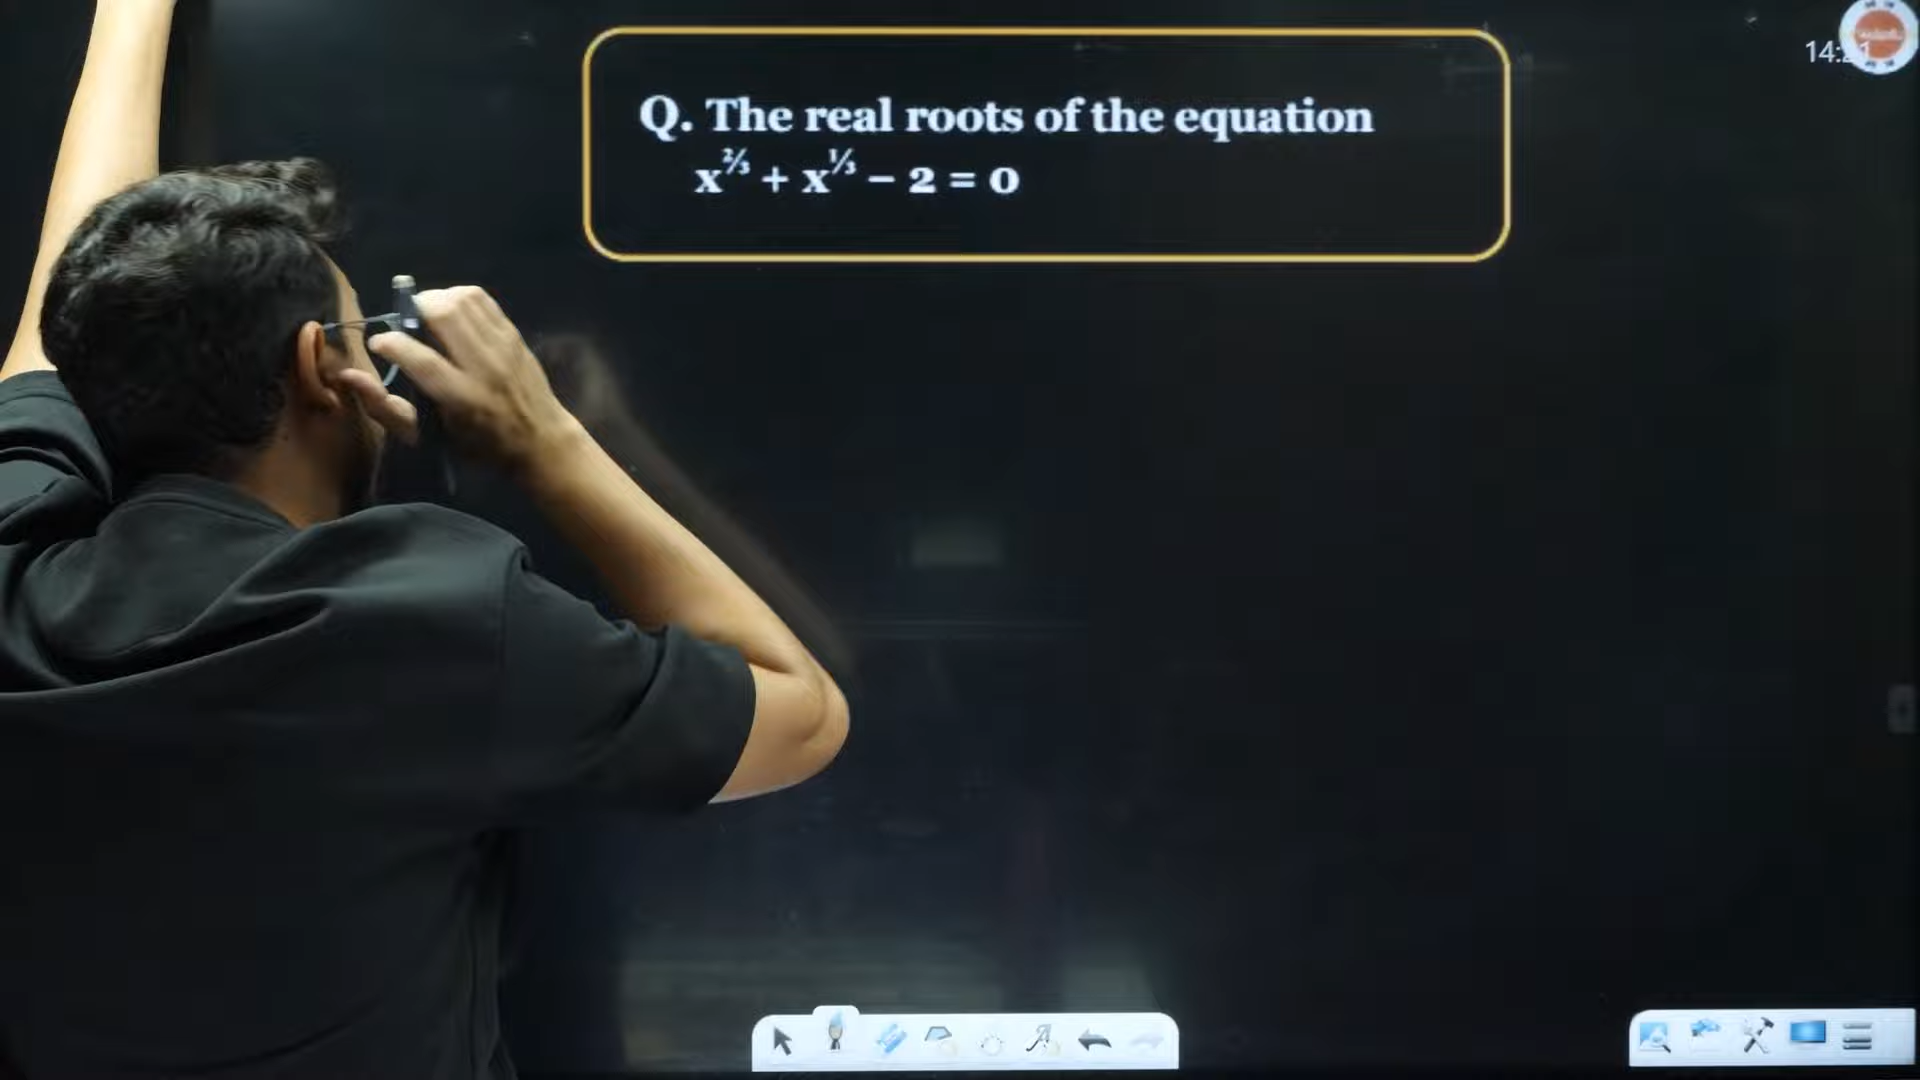 Q. The real roots of the equation
x^⅔ + x^⅓ − 2 = 0